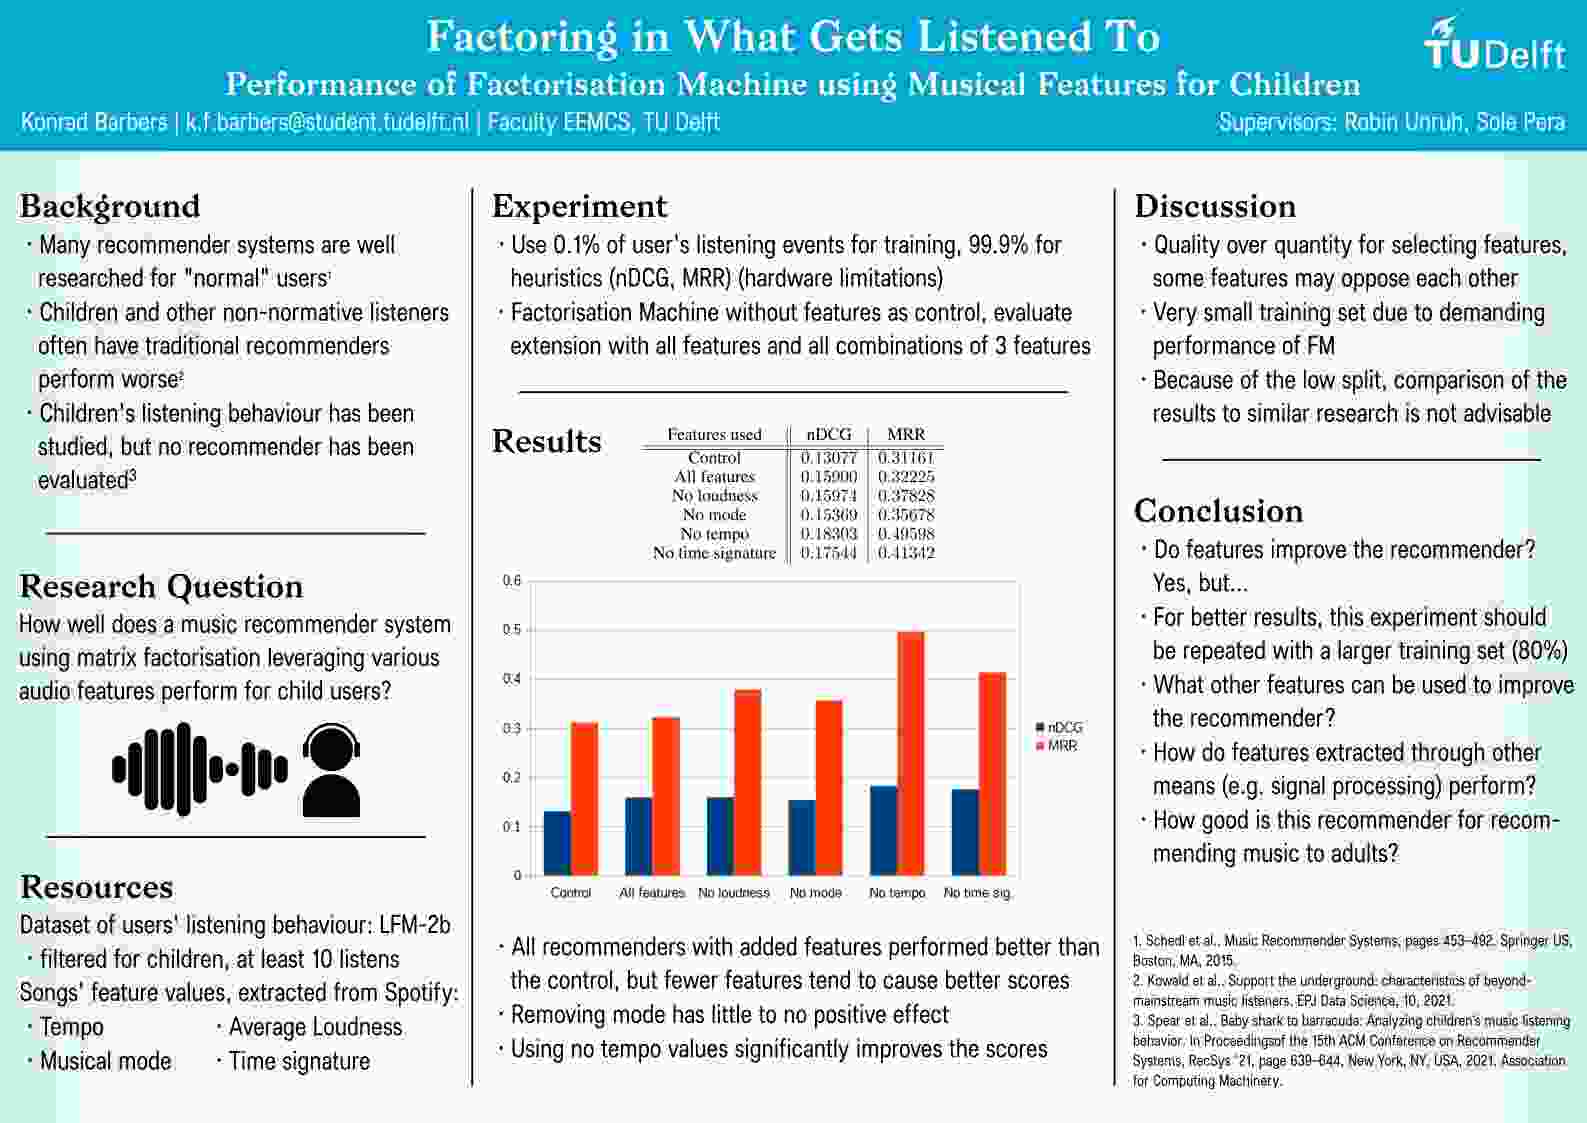 Factoring in What Gets Listened To
Performance of Factorisation Machine using Musical Features for Children
Konrad Barbers | k.f.barbers@student.tudelft.nl | Faculty EEMCS, TU Delft
Supervisors: Robin Unruh, Sole Pera
TU Delft
Background
· Many recommender systems are well
researched for "normal" users¹
· Children and other non-normative listeners
often have traditional recommenders
perform worse²
· Children's listening behaviour has been
studied, but no recommender has been
evaluated³
Research Question
How well does a music recommender system
using matrix factorisation leveraging various
audio features perform for child users?
Resources
Dataset of users' listening behaviour: LFM-2b
· filtered for children, at least 10 listens
Songs' feature values, extracted from Spotify:
· Tempo · Average Loudness
· Musical mode · Time signature
Experiment
· Use 0.1% of user's listening events for training, 99.9% for
heuristics (nDCG, MRR) (hardware limitations)
· Factorisation Machine without features as control, evaluate
extension with all features and all combinations of 3 features
Results
Features used nDCG MRR
Control 0.13077 0.31161
All features 0.15900 0.32225
No loudness 0.15974 0.37828
No mode 0.15369 0.35678
No tempo 0.18303 0.49598
No time signature 0.17544 0.41342
0.6
0.5
0.4
0.3
0.2
0.1
0
Control All features No loudness No mode No tempo No time sig.
nDCG
MRR
· All recommenders with added features performed better than
the control, but fewer features tend to cause better scores
· Removing mode has little to no positive effect
· Using no tempo values significantly improves the scores
Discussion
· Quality over quantity for selecting features,
some features may oppose each other
· Very small training set due to demanding
performance of FM
· Because of the low split, comparison of the
results to similar research is not advisable
Conclusion
· Do features improve the recommender?
Yes, but...
· For better results, this experiment should
be repeated with a larger training set (80%)
· What other features can be used to improve
the recommender?
· How do features extracted through other
means (e.g. signal processing) perform?
· How good is this recommender for recom-
mending music to adults?
1. Schedl et al., Music Recommender Systems, pages 453–492. Springer US,
Boston, MA, 2015.
2. Kowald et al.. Support the underground: characteristics of beyond-
mainstream music listeners. EPJ Data Science, 10, 2021.
3. Spear et al.. Baby shark to barracuda: Analyzing children's music listening
behavior. In Proceedingsof the 15th ACM Conference on Recommender
Systems, RecSys '21, page 639–644, New York, NY, USA, 2021. Association
for Computing Machinery.